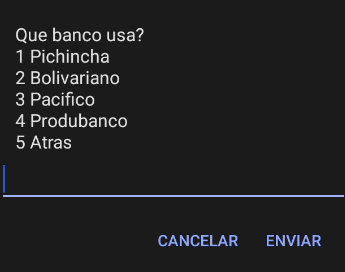 Que banco usa?
1 Pichincha
2 Bolivariano
3 Pacifico
4 Produbanco
5 Atras
CANCELAR ENVIAR